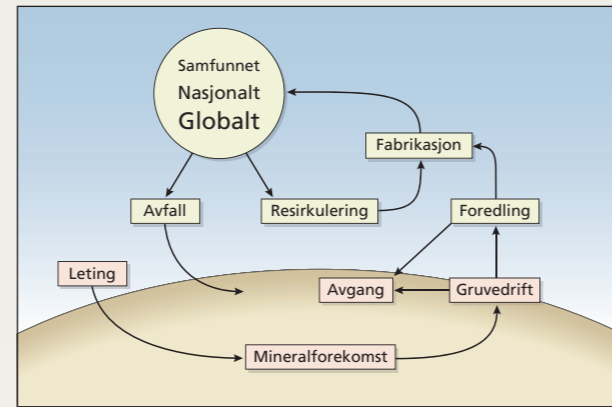 Samfunnet
Nasjonalt
Globalt
Fabrikasjon
Avfall
Resirkulering
Foredling
Leting
Avgang
Gruvedrift
Mineralforekomst